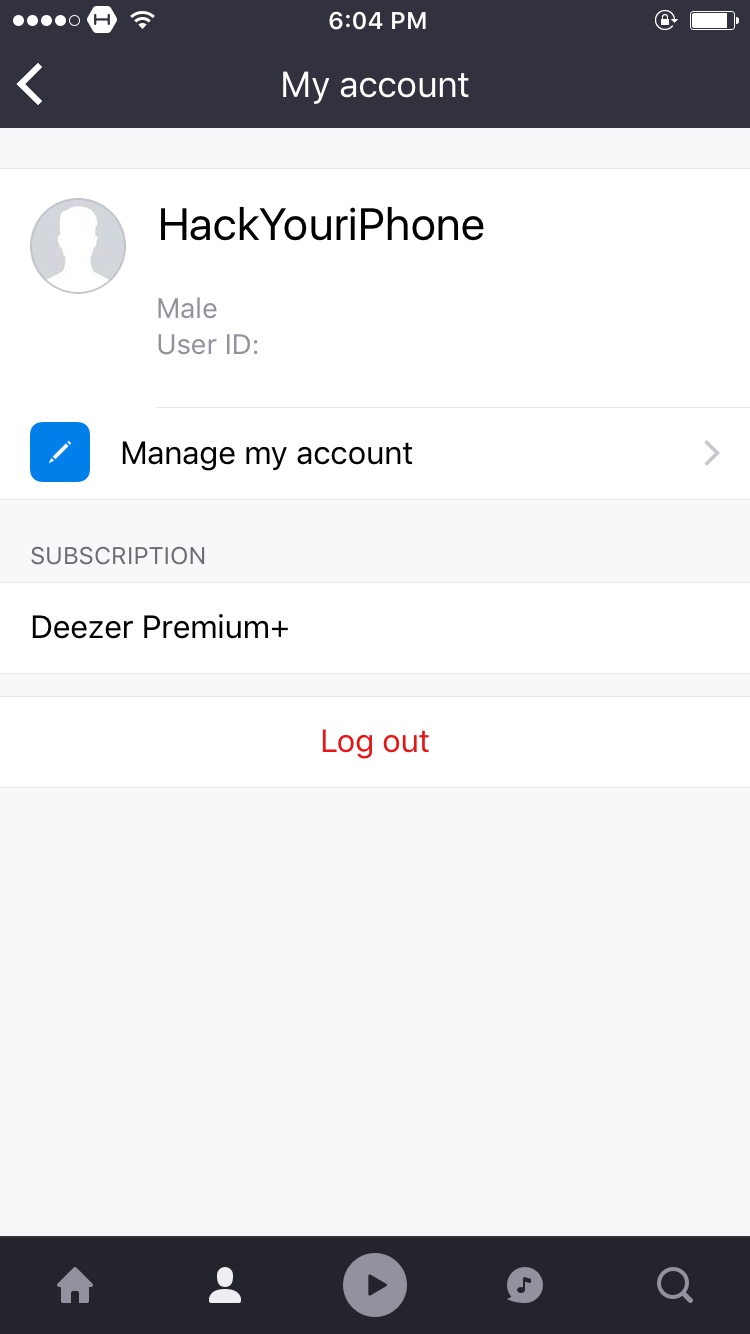 6:04 PM
My account
HackYouriPhone
Male
User ID:
Manage my account
SUBSCRIPTION
Deezer Premium+
Log out